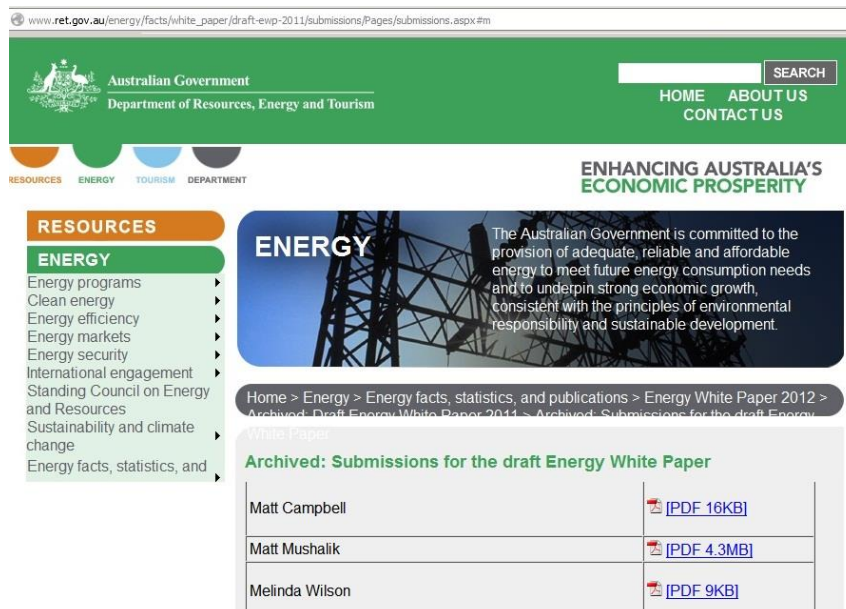 www.ret.gov.au/energy/facts/white_paper/draft-ewp-2011/submissions/Pages/submissions.aspx#m
Australian Government
Department of Resources, Energy and Tourism
SEARCH
HOME ABOUT US
CONTACT US
RESOURCES ENERGY TOURISM DEPARTMENT
ENHANCING AUSTRALIA'S
ECONOMIC PROSPERITY
RESOURCES
ENERGY
Energy programs
Clean energy
Energy efficiency
Energy markets
Energy security
International engagement
Standing Council on Energy
and Resources
Sustainability and climate
change
Energy facts, statistics, and
ENERGY
The Australian Government is committed to the
provision of adequate, reliable and affordable
energy to meet future energy consumption needs
and to underpin strong economic growth,
consistent with the principles of environmental
responsibility and sustainable development.
Home > Energy > Energy facts, statistics, and publications > Energy White Paper 2012 >
Archived: Draft Energy White Paper 2011 > Archived: Submissions for the draft Energy
White Paper
Archived: Submissions for the draft Energy White Paper
Matt Campbell [PDF 16KB]
Matt Mushalik [PDF 4.3MB]
Melinda Wilson [PDF 9KB]